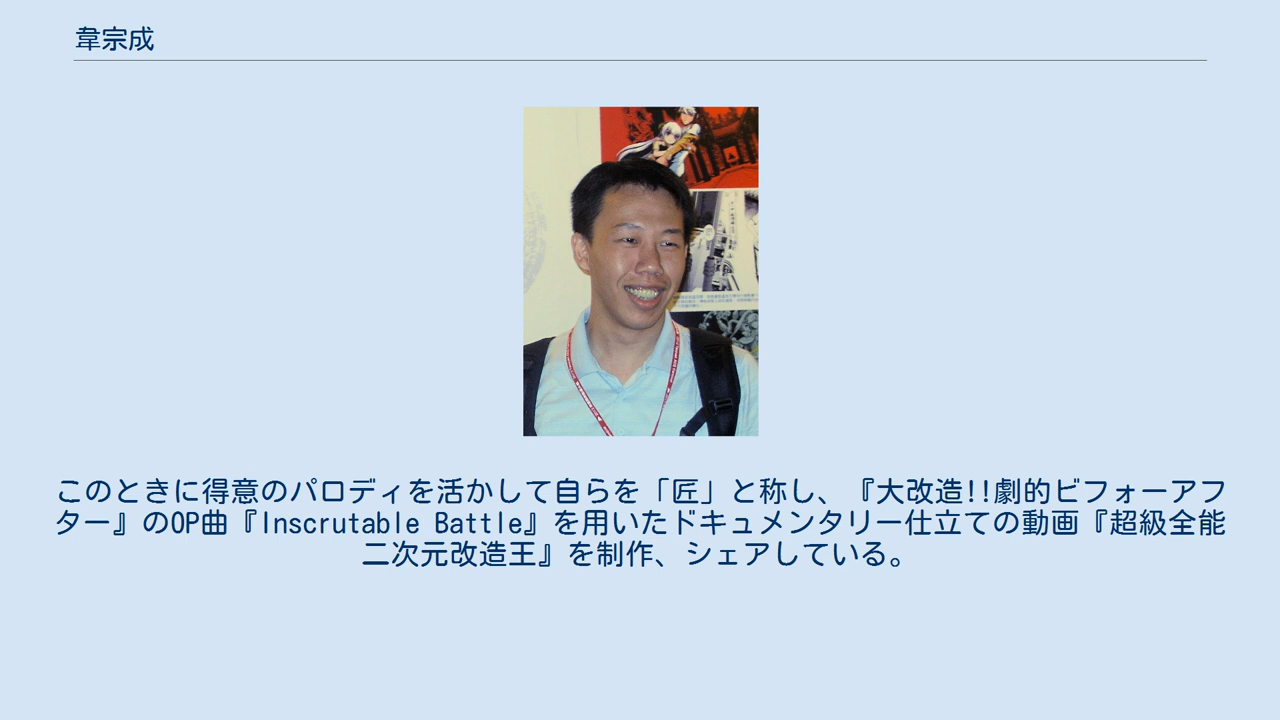 韋宗成
このときに得意のパロディを活かして自らを「匠」と称し、『大改造!!劇的ビフォーアフ
ター』のOP曲『Inscrutable Battle』を用いたドキュメンタリー仕立ての動画『超級全能
二次元改造王』を制作、シェアしている。